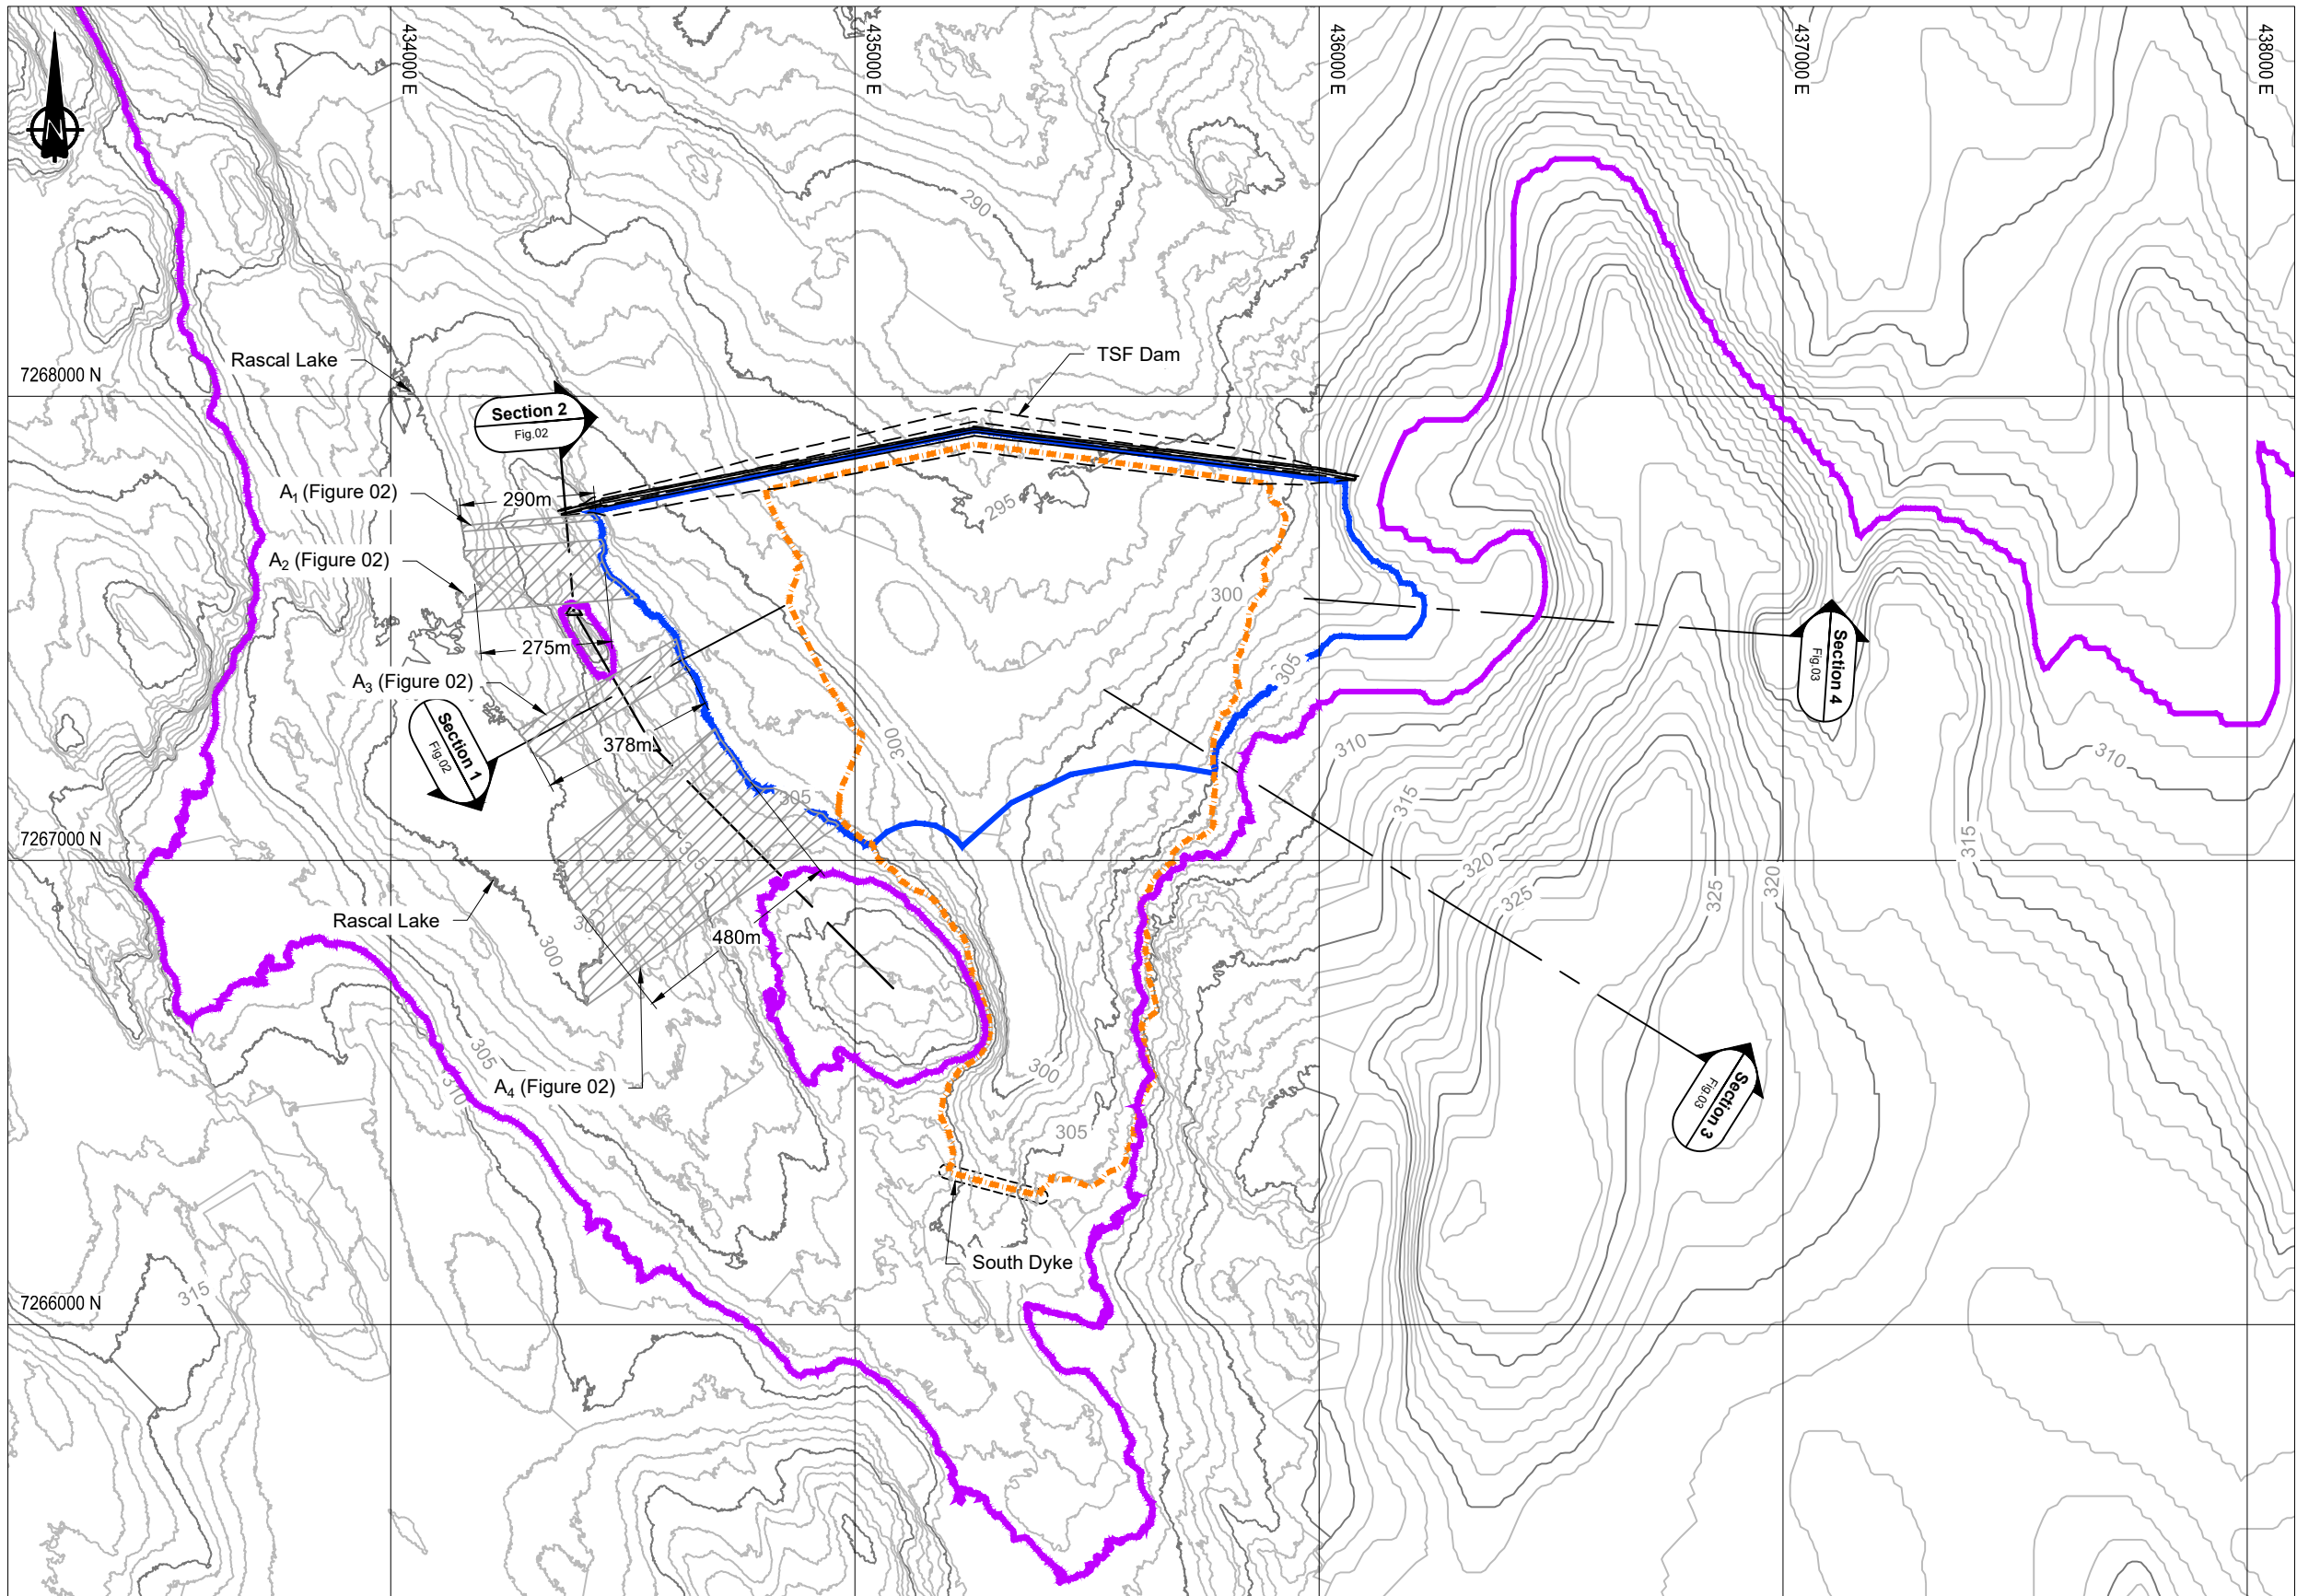 434000 E
435000 E
436000 E
437000 E
438000 E
N
290
Rascal Lake
TSF Dam
7268000 N
Section 2
Fig.02
A₁ (Figure 02)
290m
295
A₂ (Figure 02)
300
275m
305
A₃ (Figure 02)
Section 4
Fig.03
Section 1
Fig.02
378m
300
310
310
305
315
7267000 N
305
320
315
325
325
320
Rascal Lake
300
300
480m
305
300
310
A₄ (Figure 02)
305
Section 3
Fig.03
South Dyke
7266000 N
315